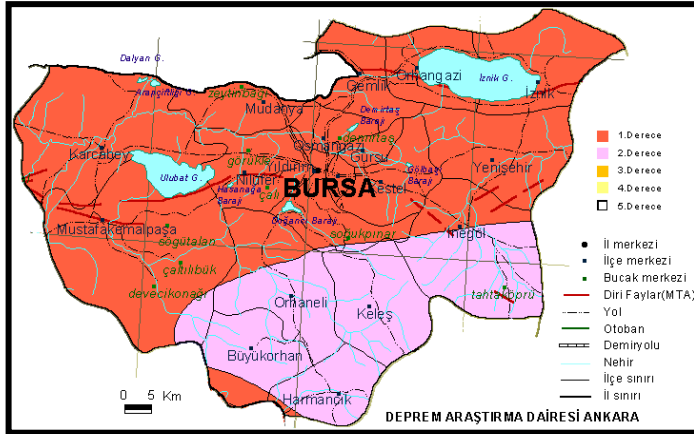 Dalyan G.
Arapçiftliği G.
zeytinbağı
Mudanya
Gemlik
Orhangazi
İznik G.
İznik
Demirtaş
Barajı
demirtaş
Osmangazi
Karcabey
görükle
Yıldırım
Gürsu
Gölbaşı
Barajı
Yenişehir
Ulubat G.
Nilüfer
BURSA
Kestel
Hasanağa
Barajı
çalı
Doğancı Barajı
Mustafakemalpaşa
soğukpınar
İnegöl
söğütalan
çaltılıbük
devecikonağı
Orhaneli
Keleş
tahtaköprü
Büyükorhan
Harmancık
0 5 Km
1.Derece
2.Derece
3.Derece
4.Derece
5.Derece
İl merkezi
İlçe merkezi
Bucak merkezi
Diri Faylar(MTA)
Yol
Otoban
Demiryolu
Nehir
İlçe sınırı
İl sınırı
DEPREM ARAŞTIRMA DAİRESİ ANKARA